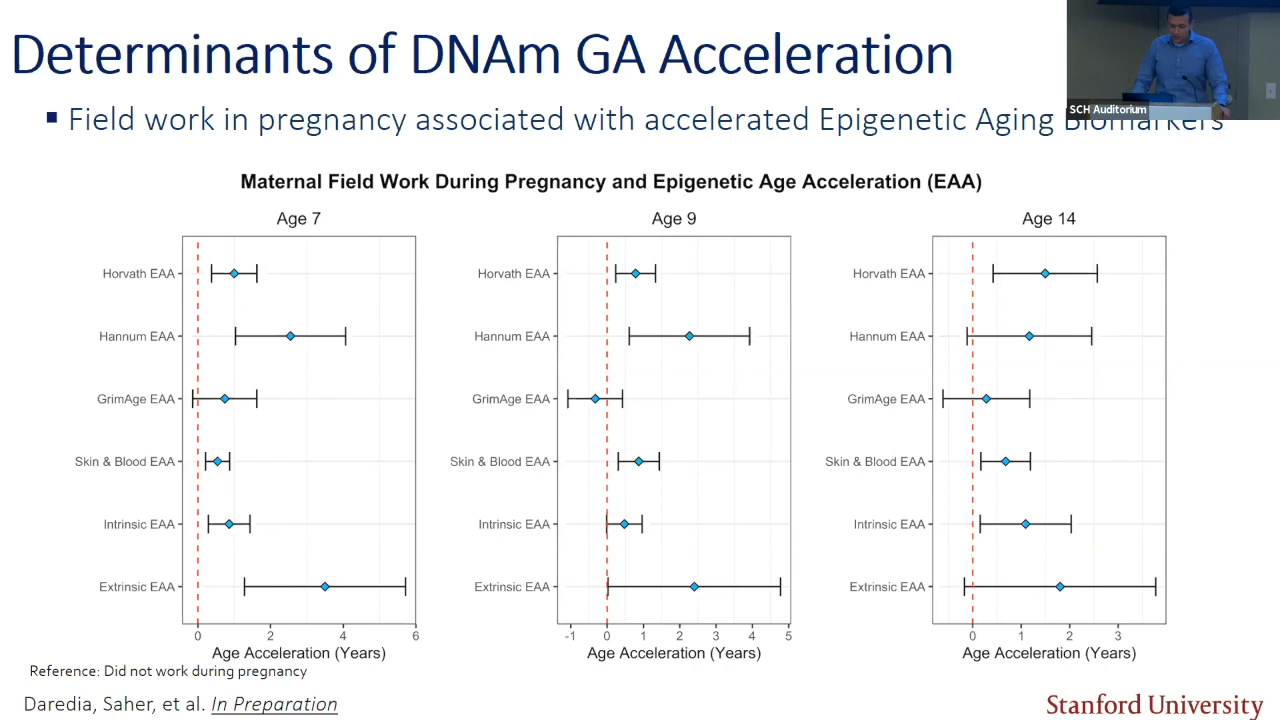 Determinants of DNAm GA Acceleration
SCH Auditorium
▪ Field work in pregnancy associated with accelerated Epigenetic Aging Biomarkers
Maternal Field Work During Pregnancy and Epigenetic Age Acceleration (EAA)
Age 7
Horvath EAA
Hannum EAA
GrimAge EAA
Skin & Blood EAA
Intrinsic EAA
Extrinsic EAA
0 2 4 6
Age Acceleration (Years)
Age 9
Horvath EAA
Hannum EAA
GrimAge EAA
Skin & Blood EAA
Intrinsic EAA
Extrinsic EAA
-1 0 1 2 3 4 5
Age Acceleration (Years)
Age 14
Horvath EAA
Hannum EAA
GrimAge EAA
Skin & Blood EAA
Intrinsic EAA
Extrinsic EAA
0 1 2 3
Age Acceleration (Years)
Reference: Did not work during pregnancy
Daredia, Saher, et al. In Preparation
Stanford University